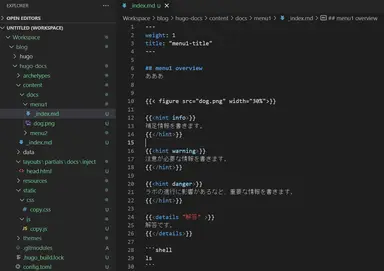 EXPLORER
OPEN EDITORS
UNTITLED (WORKSPACE)
Workspace
blog
hugo
hugo-docs
archetypes
content
docs
menu1
_index.md U
dog.png U
menu2
_index.md U
data
layouts\partials\docs\inject
head.html U
resources
static
css
copy.css U
js
copy.js U
themes
.gitmodules A
.hugo_build.lock U
config.toml U
_index.md U
Workspace > blog > hugo-docs > content > docs > menu1 > _index.md > ## menu1 overview
1 ---
2 weight: 1
3 title: "menu1-title"
4 ---
5
6 ## menu1 overview
7 あああ
8
9
10 {{< figure src="dog.png" width="30%">}}
11
12 {{<hint info>}}
13 補足情報を書きます。
14 {{</hint>}}
15
16 {{<hint warning>}}
17 注意が必要な情報を書きます。
18 {{</hint>}}
19
20 {{<hint danger>}}
21 ラボの進行に影響があるなど、重要な情報を書きます。
22 {{</hint>}}
23
24 {{<details "解答" >}}
25 解答です。
26 {{</details>}}
27
28 ```shell
29 ls
30 ```